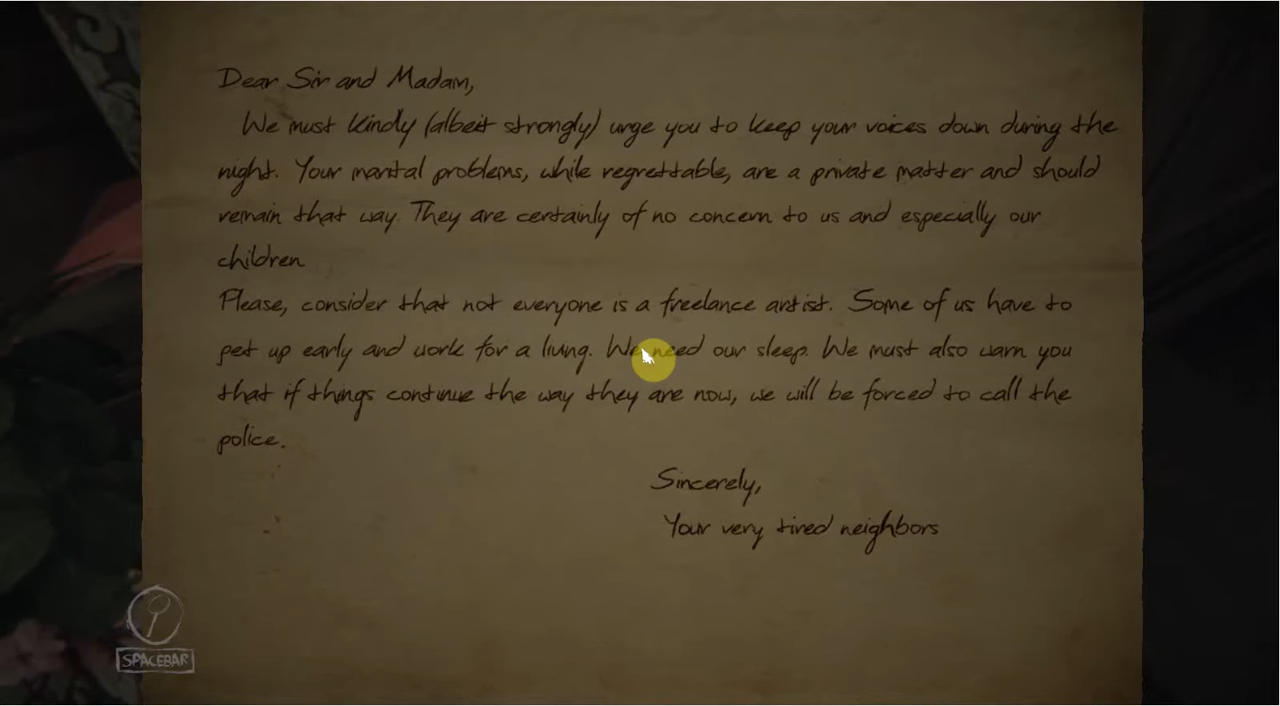 Dear Sir and Madam,
We must kindly (albeit strongly) urge you to keep your voices down during the
night. Your marital problems, while regrettable, are a private matter and should
remain that way. They are certainly of no concern to us and especially our
children
Please, consider that not everyone is a freelance artist. Some of us have to
get up early and work for a living. We need our sleep. We must also warn you
that if things continue the way they are now, we will be forced to call the
police.
Sincerely,
Your very tired neighbors
SPACEBAR